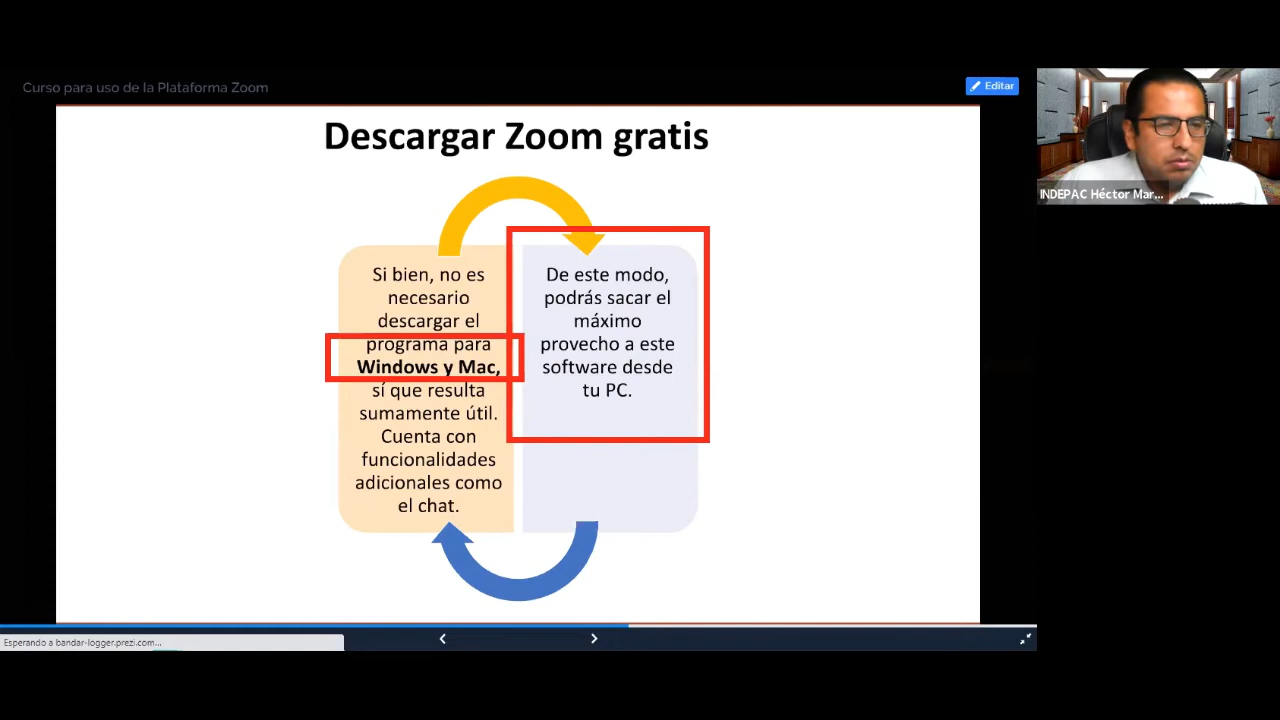 Curso para uso de la Plataforma Zoom
Editar
Descargar Zoom gratis
Si bien, no es
necesario
descargar el
programa para
Windows y Mac,
sí que resulta
sumamente útil.
Cuenta con
funcionalidades
adicionales como
el chat.
De este modo,
podrás sacar el
máximo
provecho a este
software desde
tu PC.
INDEPAC Héctor Mar...
Esperando a bandar-logger.prezi.com...